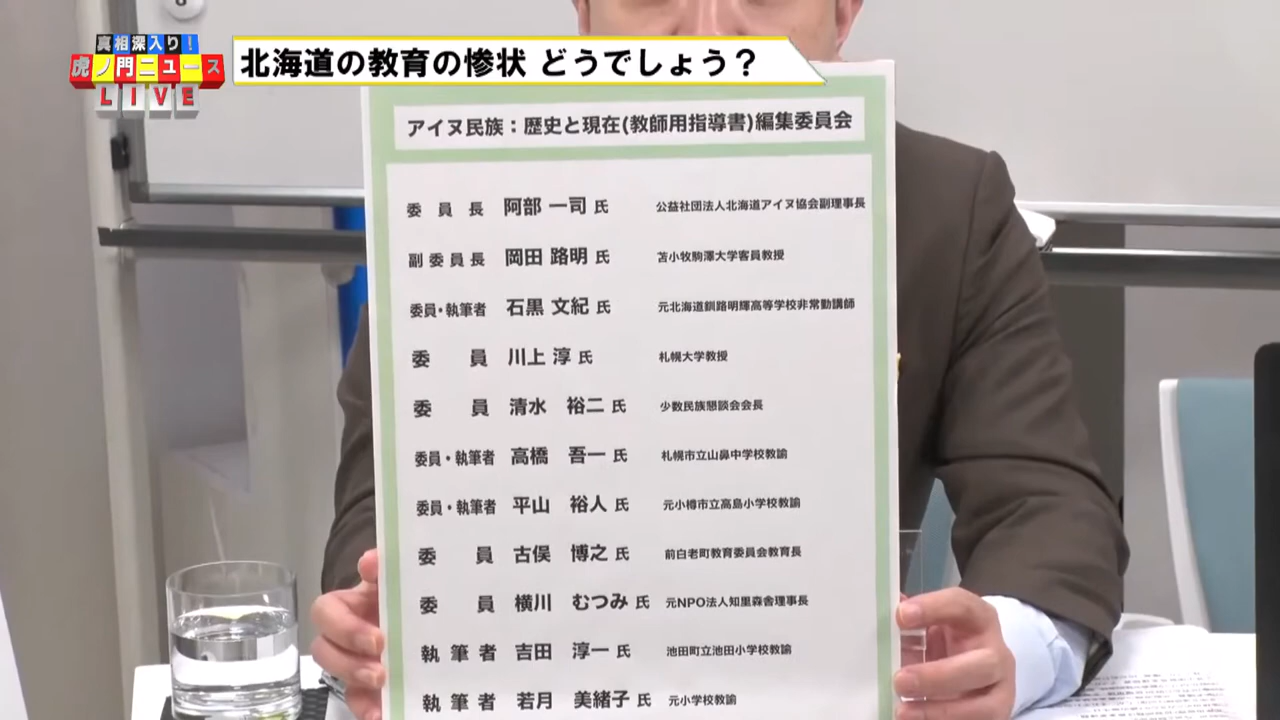 真相深入り!
虎ノ門ニュース
LIVE
北海道の教育の惨状 どうでしょう？
アイヌ民族：歴史と現在(教師用指導書)編集委員会
委員長 阿部 一司 氏 公益社団法人北海道アイヌ協会副理事長
副委員長 岡田 路明 氏 苫小牧駒澤大学客員教授
委員・執筆者 石黒 文紀 氏 元北海道釧路明輝高等学校非常勤講師
委員 川上 淳 氏 札幌大学教授
委員 清水 裕二 氏 少数民族懇談会会長
委員・執筆者 高橋 吾一 氏 札幌市立山鼻中学校教諭
委員・執筆者 平山 裕人 氏 元小樽市立高島小学校教諭
委員 古俣 博之 氏 前白老町教育委員会教育長
委員 横川 むつみ 氏 元NPO法人知里森舎理事長
執筆者 吉田 淳一 氏 池田町立池田小学校教諭
執筆者 若月 美緒子 氏 元小学校教諭